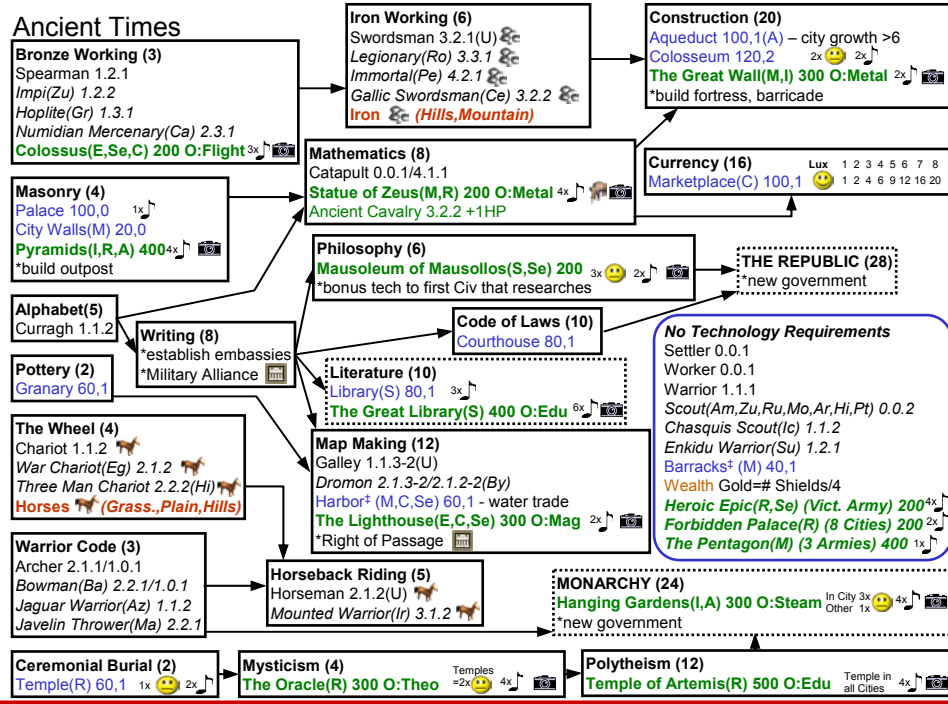 Ancient Times
Bronze Working (3)
Spearman 1.2.1
Impi(Zu) 1.2.2
Hoplite(Gr) 1.3.1
Numidian Mercenary(Ca) 2.3.1
Colossus(E,Se,C) 200 O:Flight 3x
Iron Working (6)
Swordsman 3.2.1(U)
Legionary(Ro) 3.3.1
Immortal(Pe) 4.2.1
Gallic Swordsman(Ce) 3.2.2
Iron (Hills,Mountain)
Construction (20)
Aqueduct 100,1(A) – city growth >6
Colosseum 120,2 2x 2x
The Great Wall(M,I) 300 O:Metal 2x
*build fortress, barricade
Masonry (4)
Palace 100,0 1x
City Walls(M) 20,0
Pyramids(I,R,A) 400 4x
*build outpost
Mathematics (8)
Catapult 0.0.1/4.1.1
Statue of Zeus(M,R) 200 O:Metal 4x
Ancient Cavalry 3.2.2 +1HP
Currency (16) Lux 1 2 3 4 5 6 7 8
Marketplace(C) 100,1 1 2 4 6 9 12 16 20
Philosophy (6)
Mausoleum of Mausollos(S,Se) 200 3x 2x
*bonus tech to first Civ that researches
THE REPUBLIC (28)
*new government
Alphabet(5)
Curragh 1.1.2
Writing (8)
*establish embassies
*Military Alliance
Code of Laws (10)
Courthouse 80,1
Pottery (2)
Granary 60,1
Literature (10)
Library(S) 80,1 3x
The Great Library(S) 400 O:Edu 6x
No Technology Requirements
Settler 0.0.1
Worker 0.0.1
Warrior 1.1.1
Scout(Am,Zu,Ru,Mo,Ar,Hi,Pt) 0.0.2
Chasquis Scout(Ic) 1.1.2
Enkidu Warrior(Su) 1.2.1
Barracks‡ (M) 40,1
Wealth Gold=# Shields/4
Heroic Epic(R,Se) (Vict. Army) 200 4x
Forbidden Palace(R) (8 Cities) 200 2x
The Pentagon(M) (3 Armies) 400 1x
The Wheel (4)
Chariot 1.1.2
War Chariot(Eg) 2.1.2
Three Man Chariot 2.2.2(Hi)
Horses (Grass.,Plain,Hills)
Map Making (12)
Galley 1.1.3-2(U)
Dromon 2.1.3-2/2.1.2-2(By)
Harbor‡ (M,C,Se) 60,1 - water trade
The Lighthouse(E,C,Se) 300 O:Mag 2x
*Right of Passage
Warrior Code (3)
Archer 2.1.1/1.0.1
Bowman(Ba) 2.2.1/1.0.1
Jaguar Warrior(Az) 1.1.2
Javelin Thrower(Ma) 2.2.1
Horseback Riding (5)
Horseman 2.1.2(U)
Mounted Warrior(Ir) 3.1.2
MONARCHY (24)
Hanging Gardens(I,A) 300 O:Steam In City 3x Other 1x 4x
*new government
Ceremonial Burial (2)
Temple(R) 60,1 1x 2x
Mysticism (4)
The Oracle(R) 300 O:Theo Temples =2x 4x
Polytheism (12)
Temple of Artemis(R) 500 O:Edu Temple in all Cities 4x